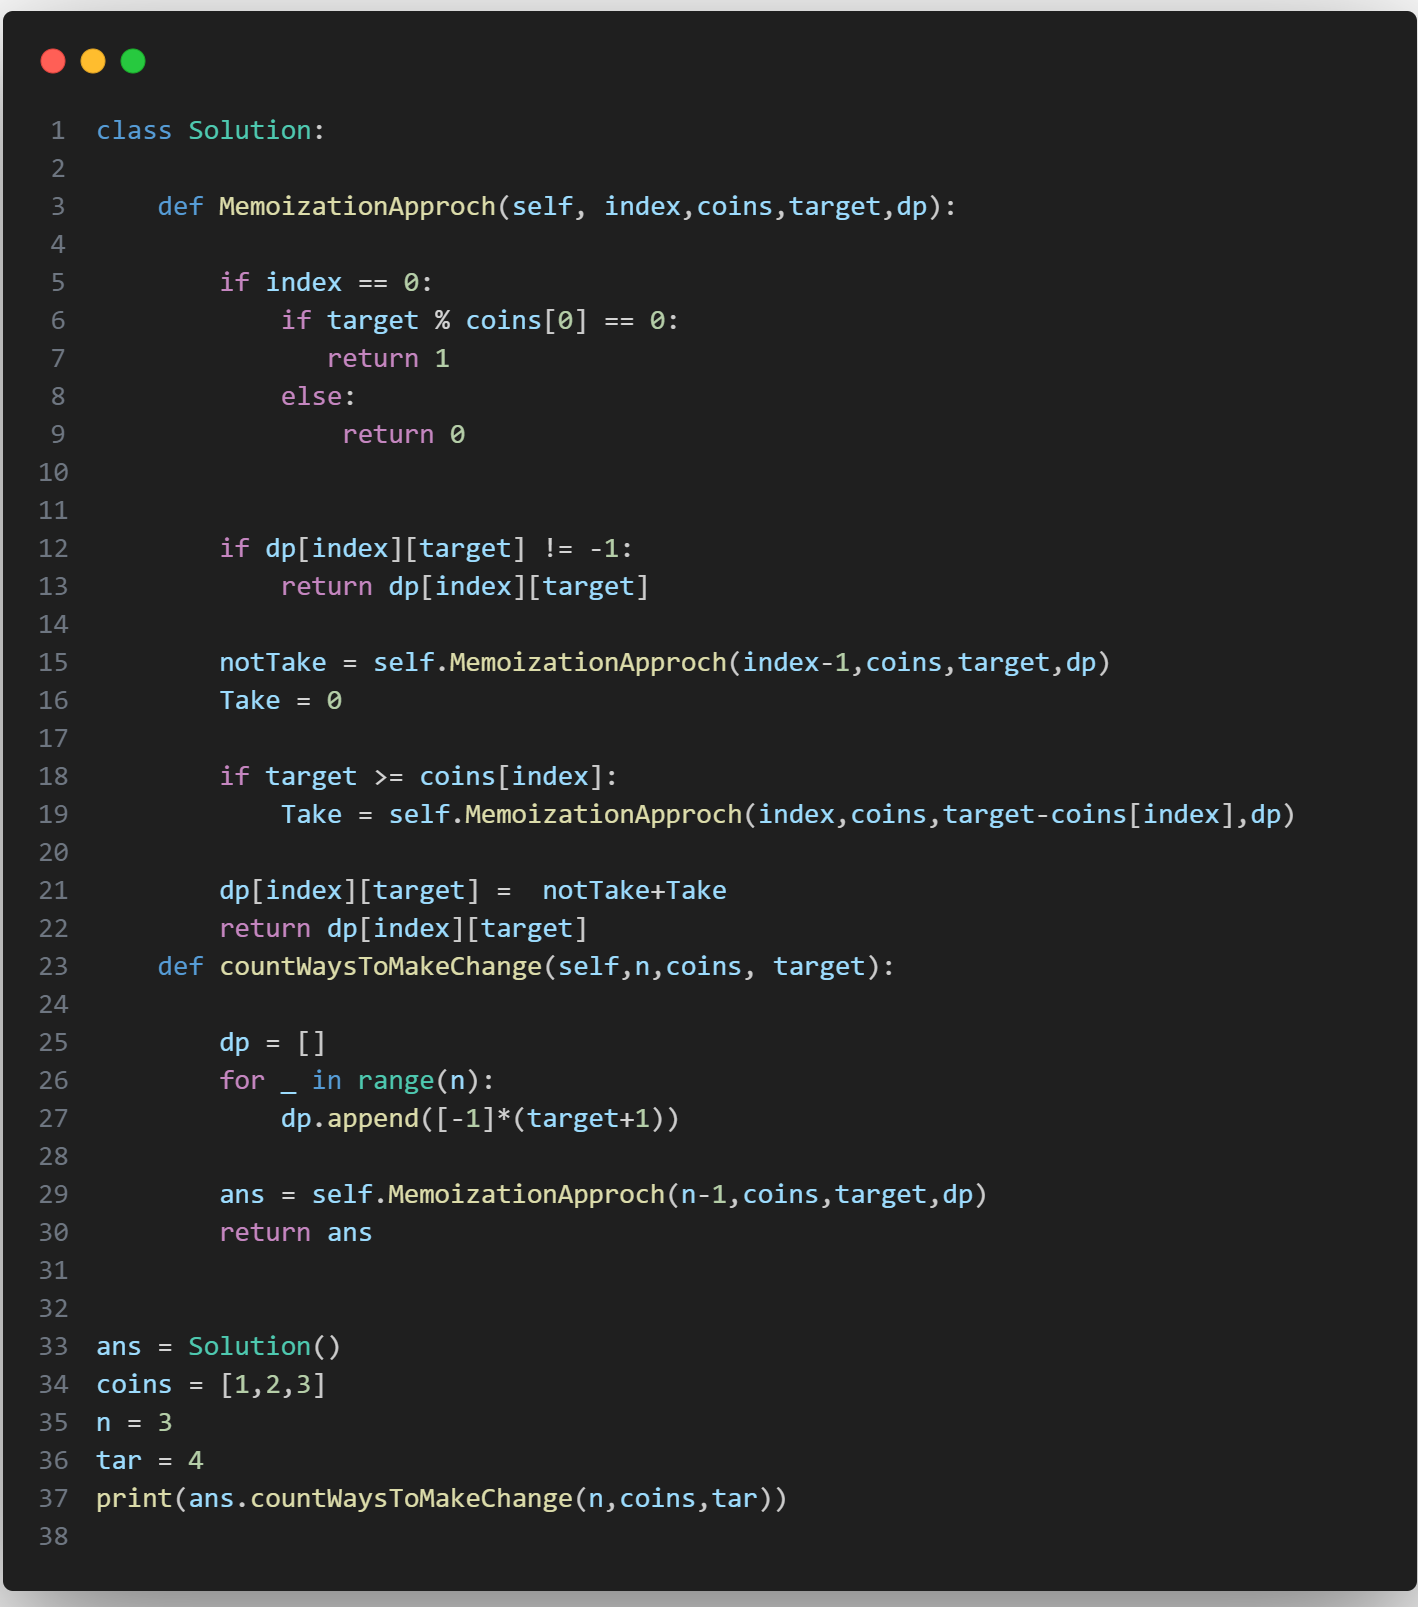 1 class Solution:
2
3     def MemoizationApproch(self, index,coins,target,dp):
4
5         if index == 0:
6             if target % coins[0] == 0:
7                return 1
8             else:
9                 return 0
10
11
12         if dp[index][target] != -1:
13             return dp[index][target]
14
15         notTake = self.MemoizationApproch(index-1,coins,target,dp)
16         Take = 0
17
18         if target >= coins[index]:
19             Take = self.MemoizationApproch(index,coins,target-coins[index],dp)
20
21         dp[index][target] =  notTake+Take
22         return dp[index][target]
23     def countWaysToMakeChange(self,n,coins, target):
24
25         dp = []
26         for _ in range(n):
27             dp.append([-1]*(target+1))
28
29         ans = self.MemoizationApproch(n-1,coins,target,dp)
30         return ans
31
32
33 ans = Solution()
34 coins = [1,2,3]
35 n = 3
36 tar = 4
37 print(ans.countWaysToMakeChange(n,coins,tar))
38